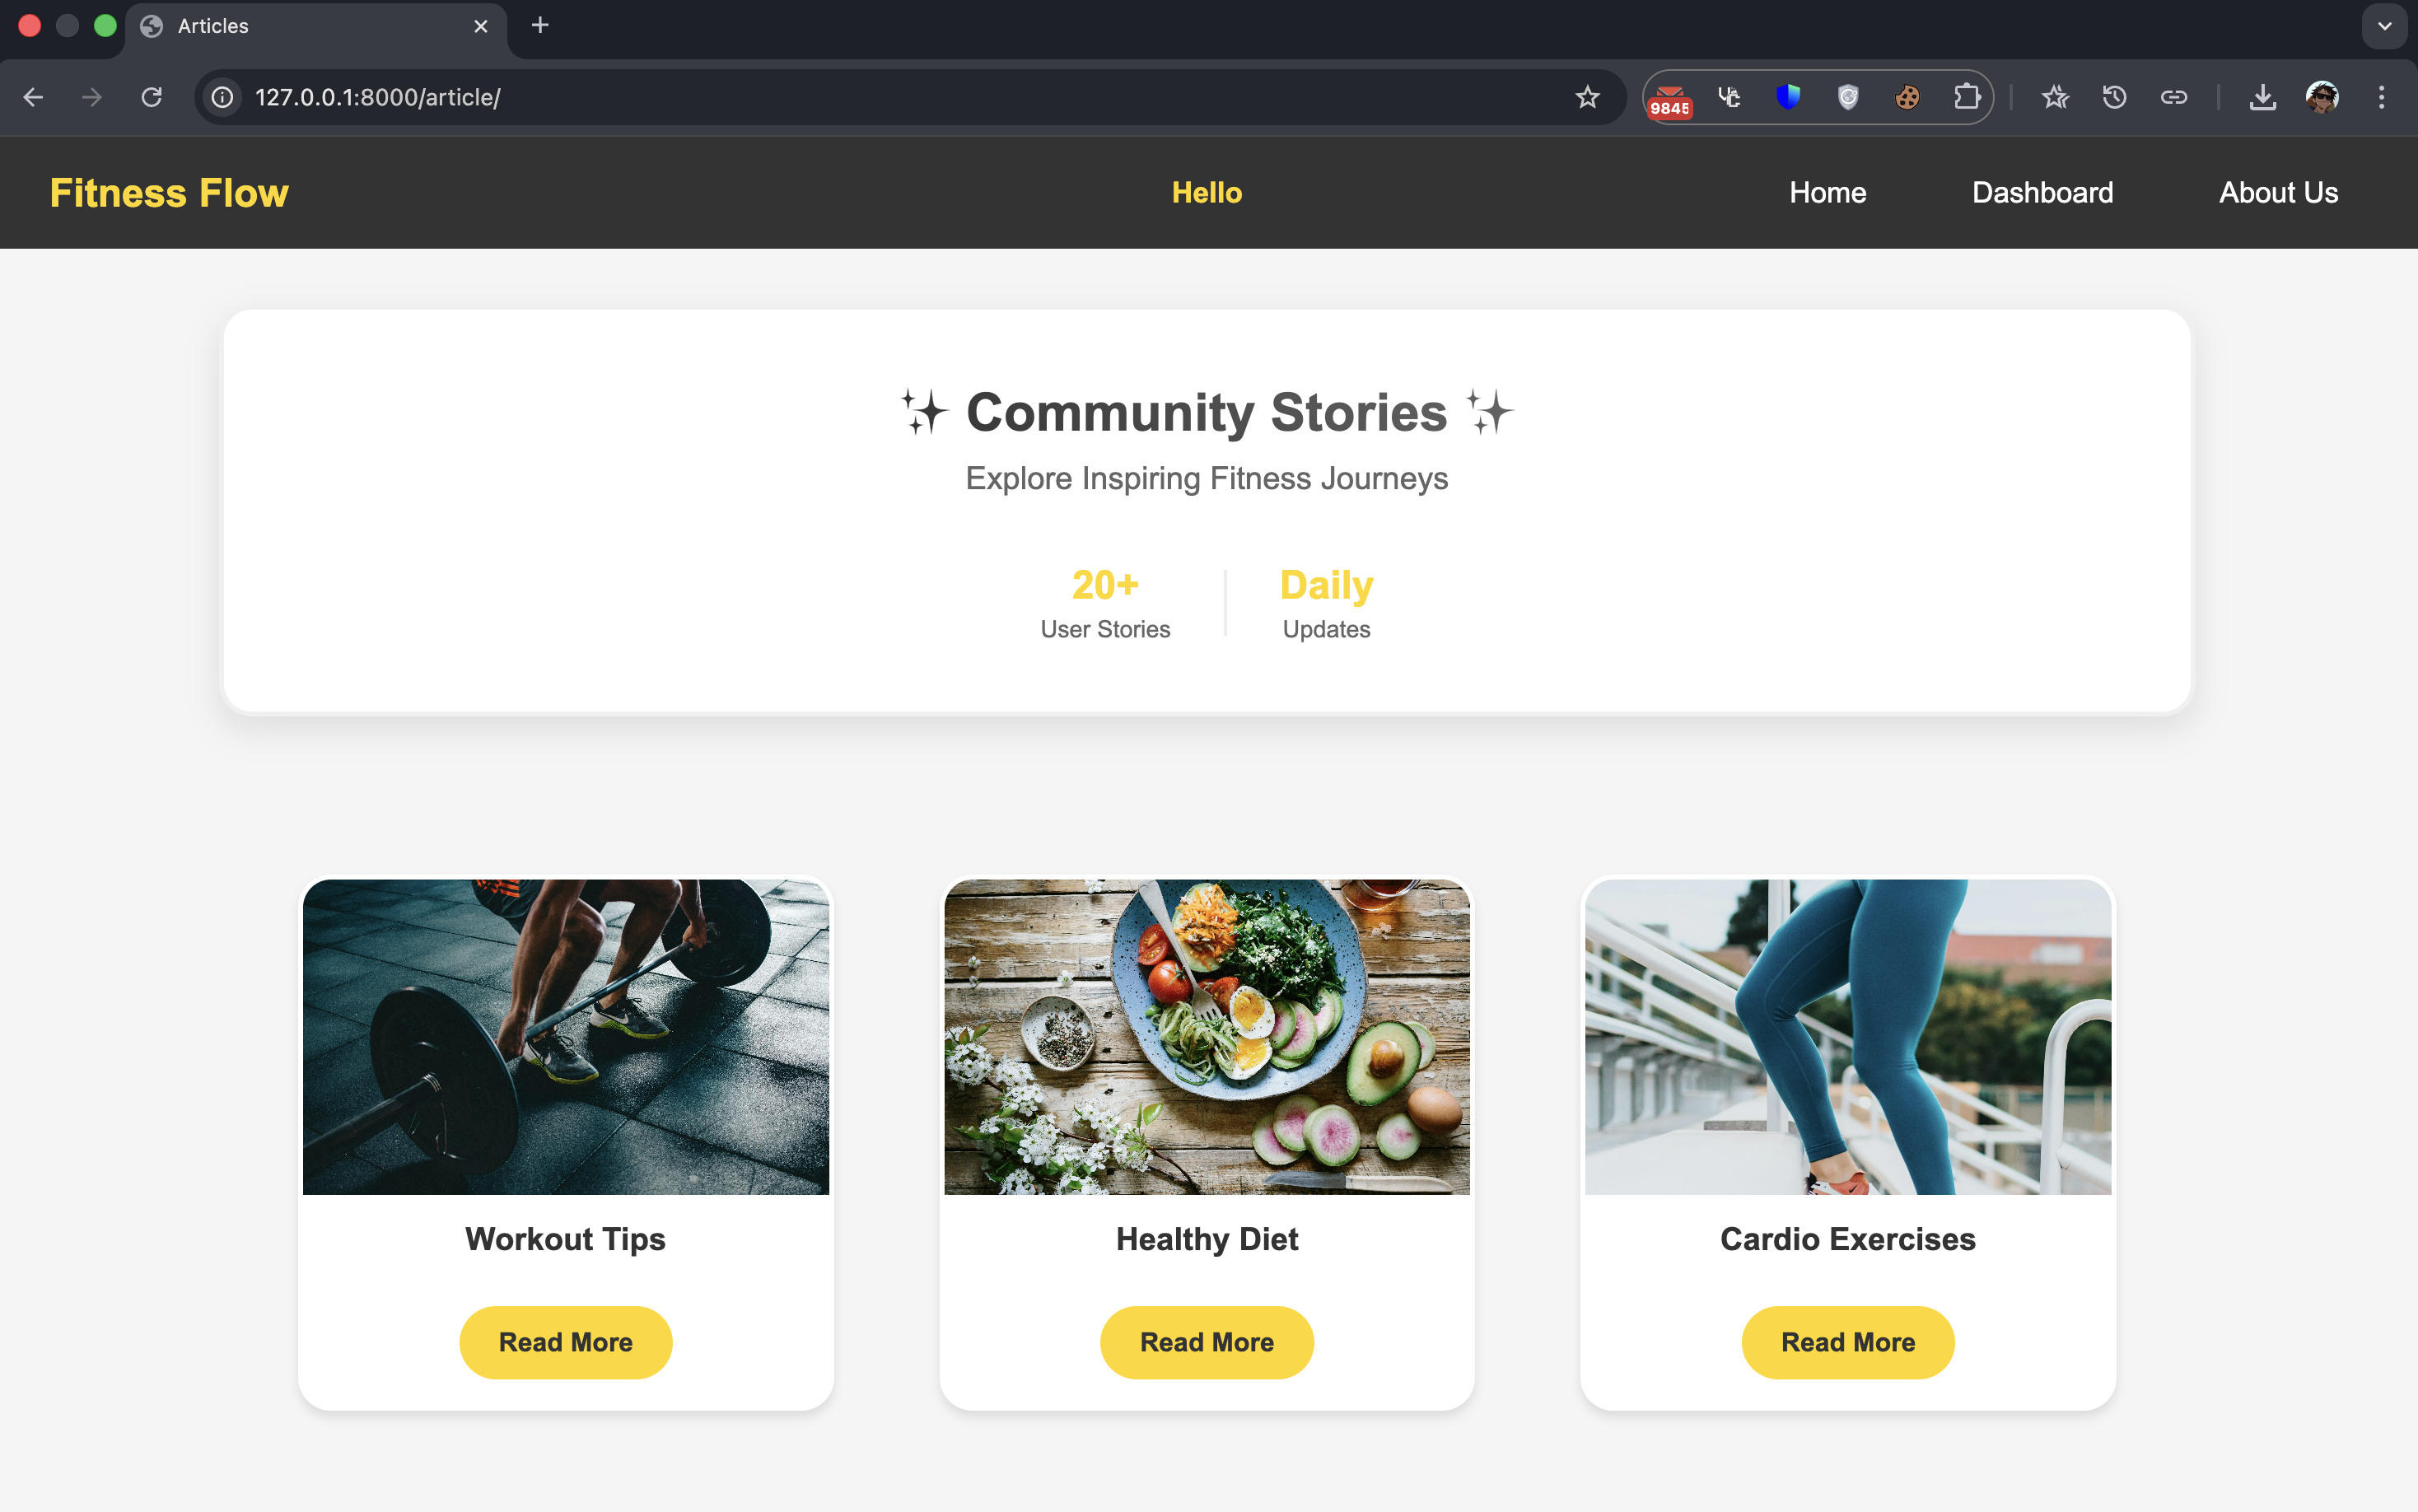 Articles
127.0.0.1:8000/article/
9845
Fitness Flow
Hello
Home
Dashboard
About Us
✨ Community Stories ✨
Explore Inspiring Fitness Journeys
20+
Daily
User Stories
Updates
Workout Tips
Healthy Diet
Cardio Exercises
Read More
Read More
Read More